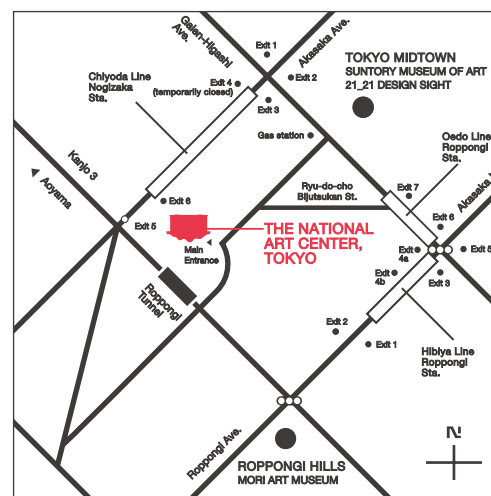 Gaien-Higashi
Ave.
Exit 1
Akasaka Ave.
Exit 2
Exit 4
(temporarily closed)
Exit 3
Chiyoda Line
Nogizaka
Sta.
TOKYO MIDTOWN
SUNTORY MUSEUM OF ART
21_21 DESIGN SIGHT
Gas station
Oedo Line
Roppongi
Sta.
Kanjo 3
Aoyama
Ryu-do-cho
Bijutsukan St.
Exit 7
Akasaka
Exit 6
Exit 5
Main
Entrance
THE NATIONAL
ART CENTER,
TOKYO
Exit 6
Exit 5
Exit
4a
Exit
4b
Exit 3
Roppongi
Tunnel
Exit 2
Exit 1
Hibiya Line
Roppongi
Sta.
Roppongi Ave.
N
ROPPONGI HILLS
MORI ART MUSEUM